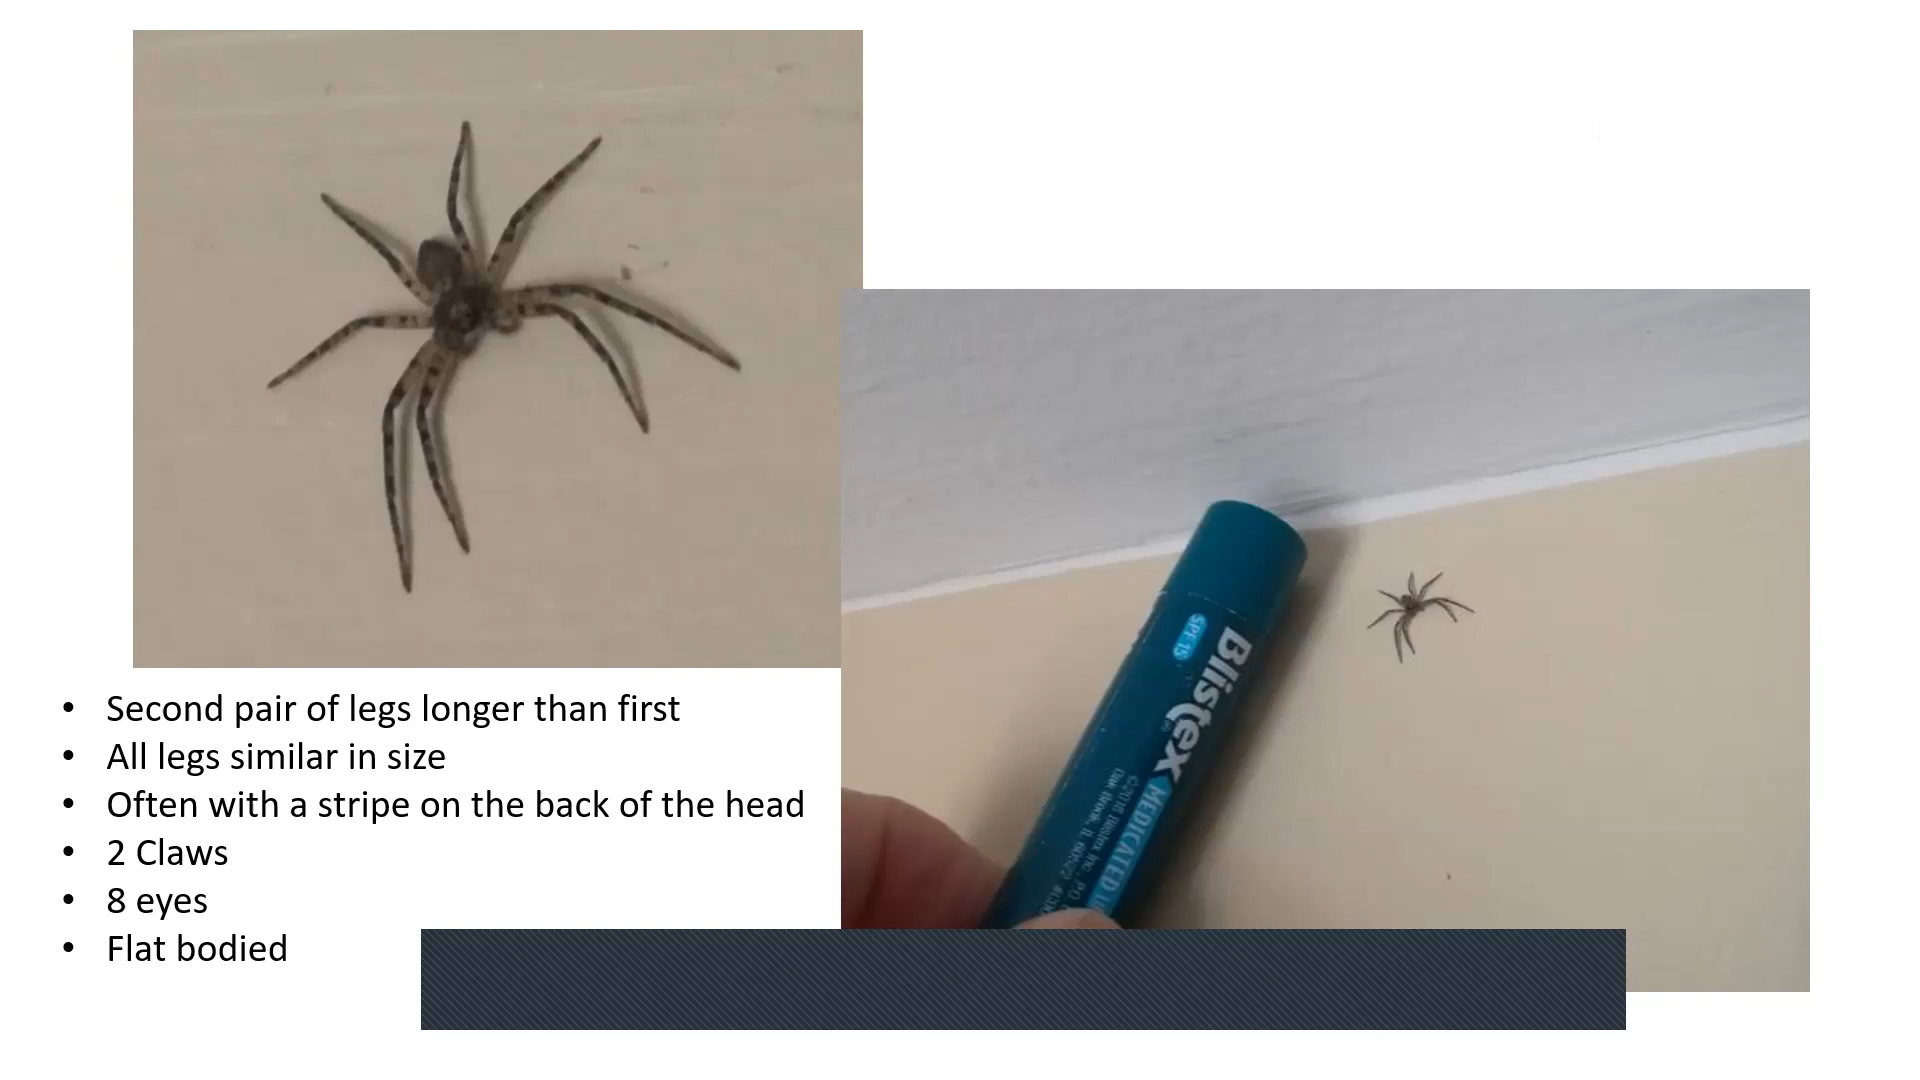 • Second pair of legs longer than first
• All legs similar in size
• Often with a stripe on the back of the head
• 2 Claws
• 8 eyes
• Flat bodied
SPF 15
Blistex
MEDICATED